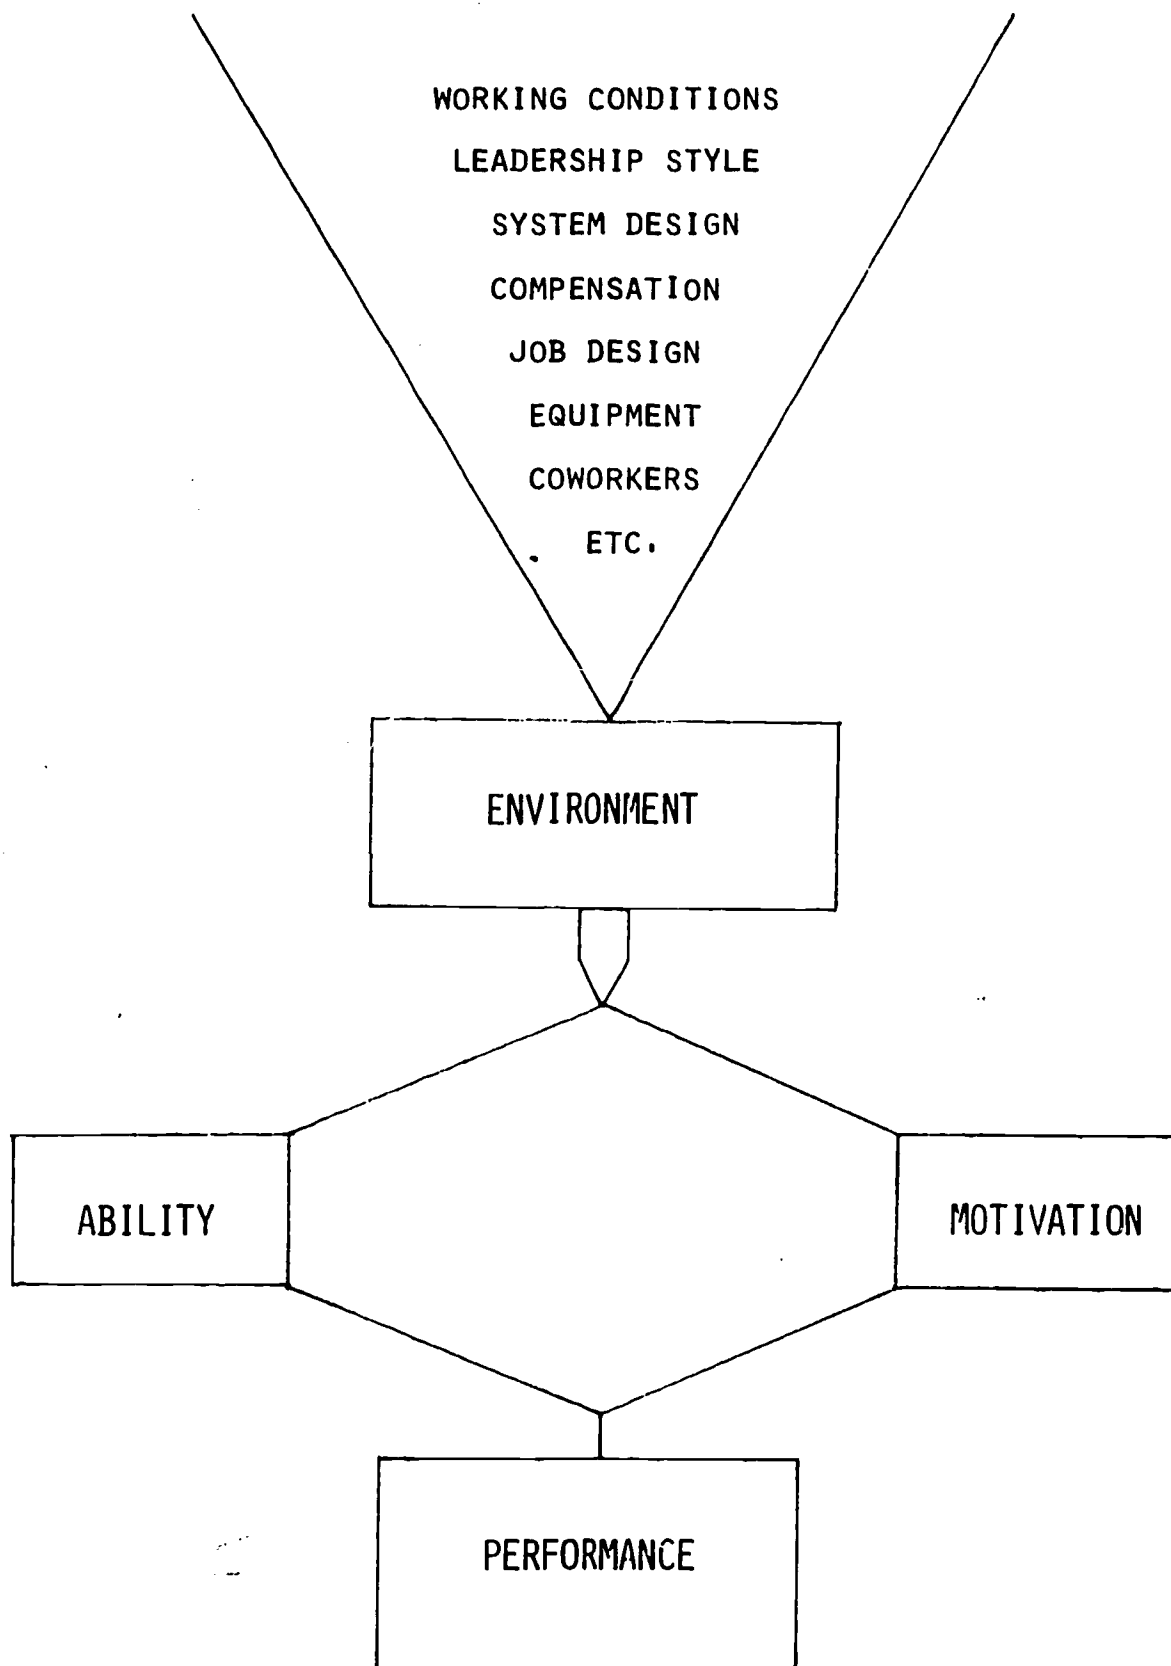 WORKING CONDITIONS
LEADERSHIP STYLE
SYSTEM DESIGN
COMPENSATION
JOB DESIGN
EQUIPMENT
COWORKERS
ETC.
ENVIRONMENT
ABILITY
MOTIVATION
PERFORMANCE